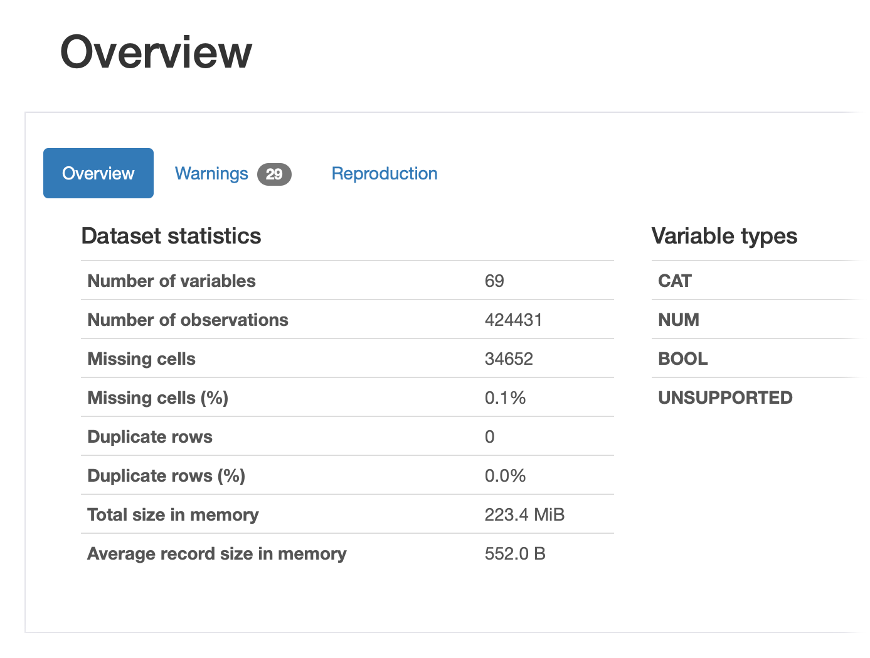 Overview
Overview Warnings 29 Reproduction
Dataset statistics
Number of variables 69
Number of observations 424431
Missing cells 34652
Missing cells (%) 0.1%
Duplicate rows 0
Duplicate rows (%) 0.0%
Total size in memory 223.4 MiB
Average record size in memory 552.0 B
Variable types
CAT
NUM
BOOL
UNSUPPORTED